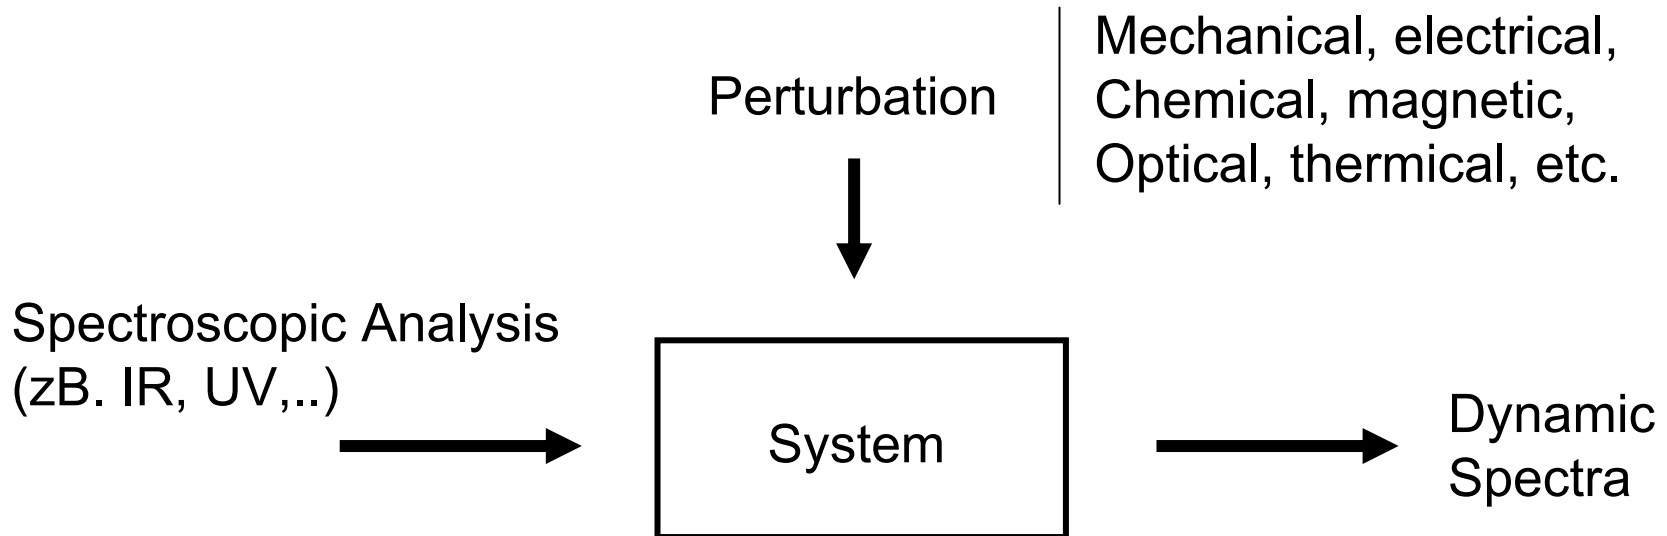 Perturbation
Mechanical, electrical,
Chemical, magnetic,
Optical, thermical, etc.
Spectroscopic Analysis
(zB. IR, UV,..)
System
Dynamic
Spectra